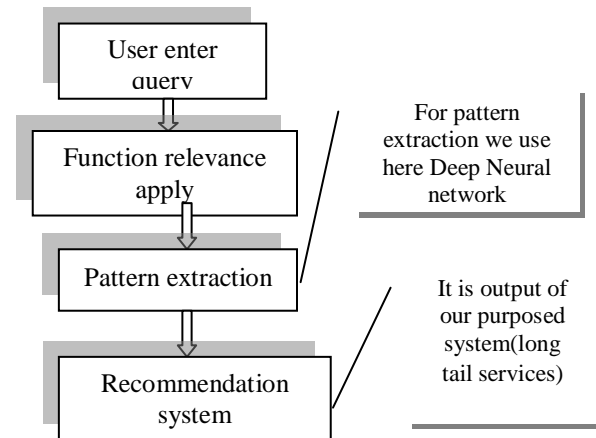 User enter
query
Function relevance
apply
Pattern extraction
Recommendation
system
For pattern
extraction we use
here Deep Neural
network
It is output of
our purposed
system(long
tail services)